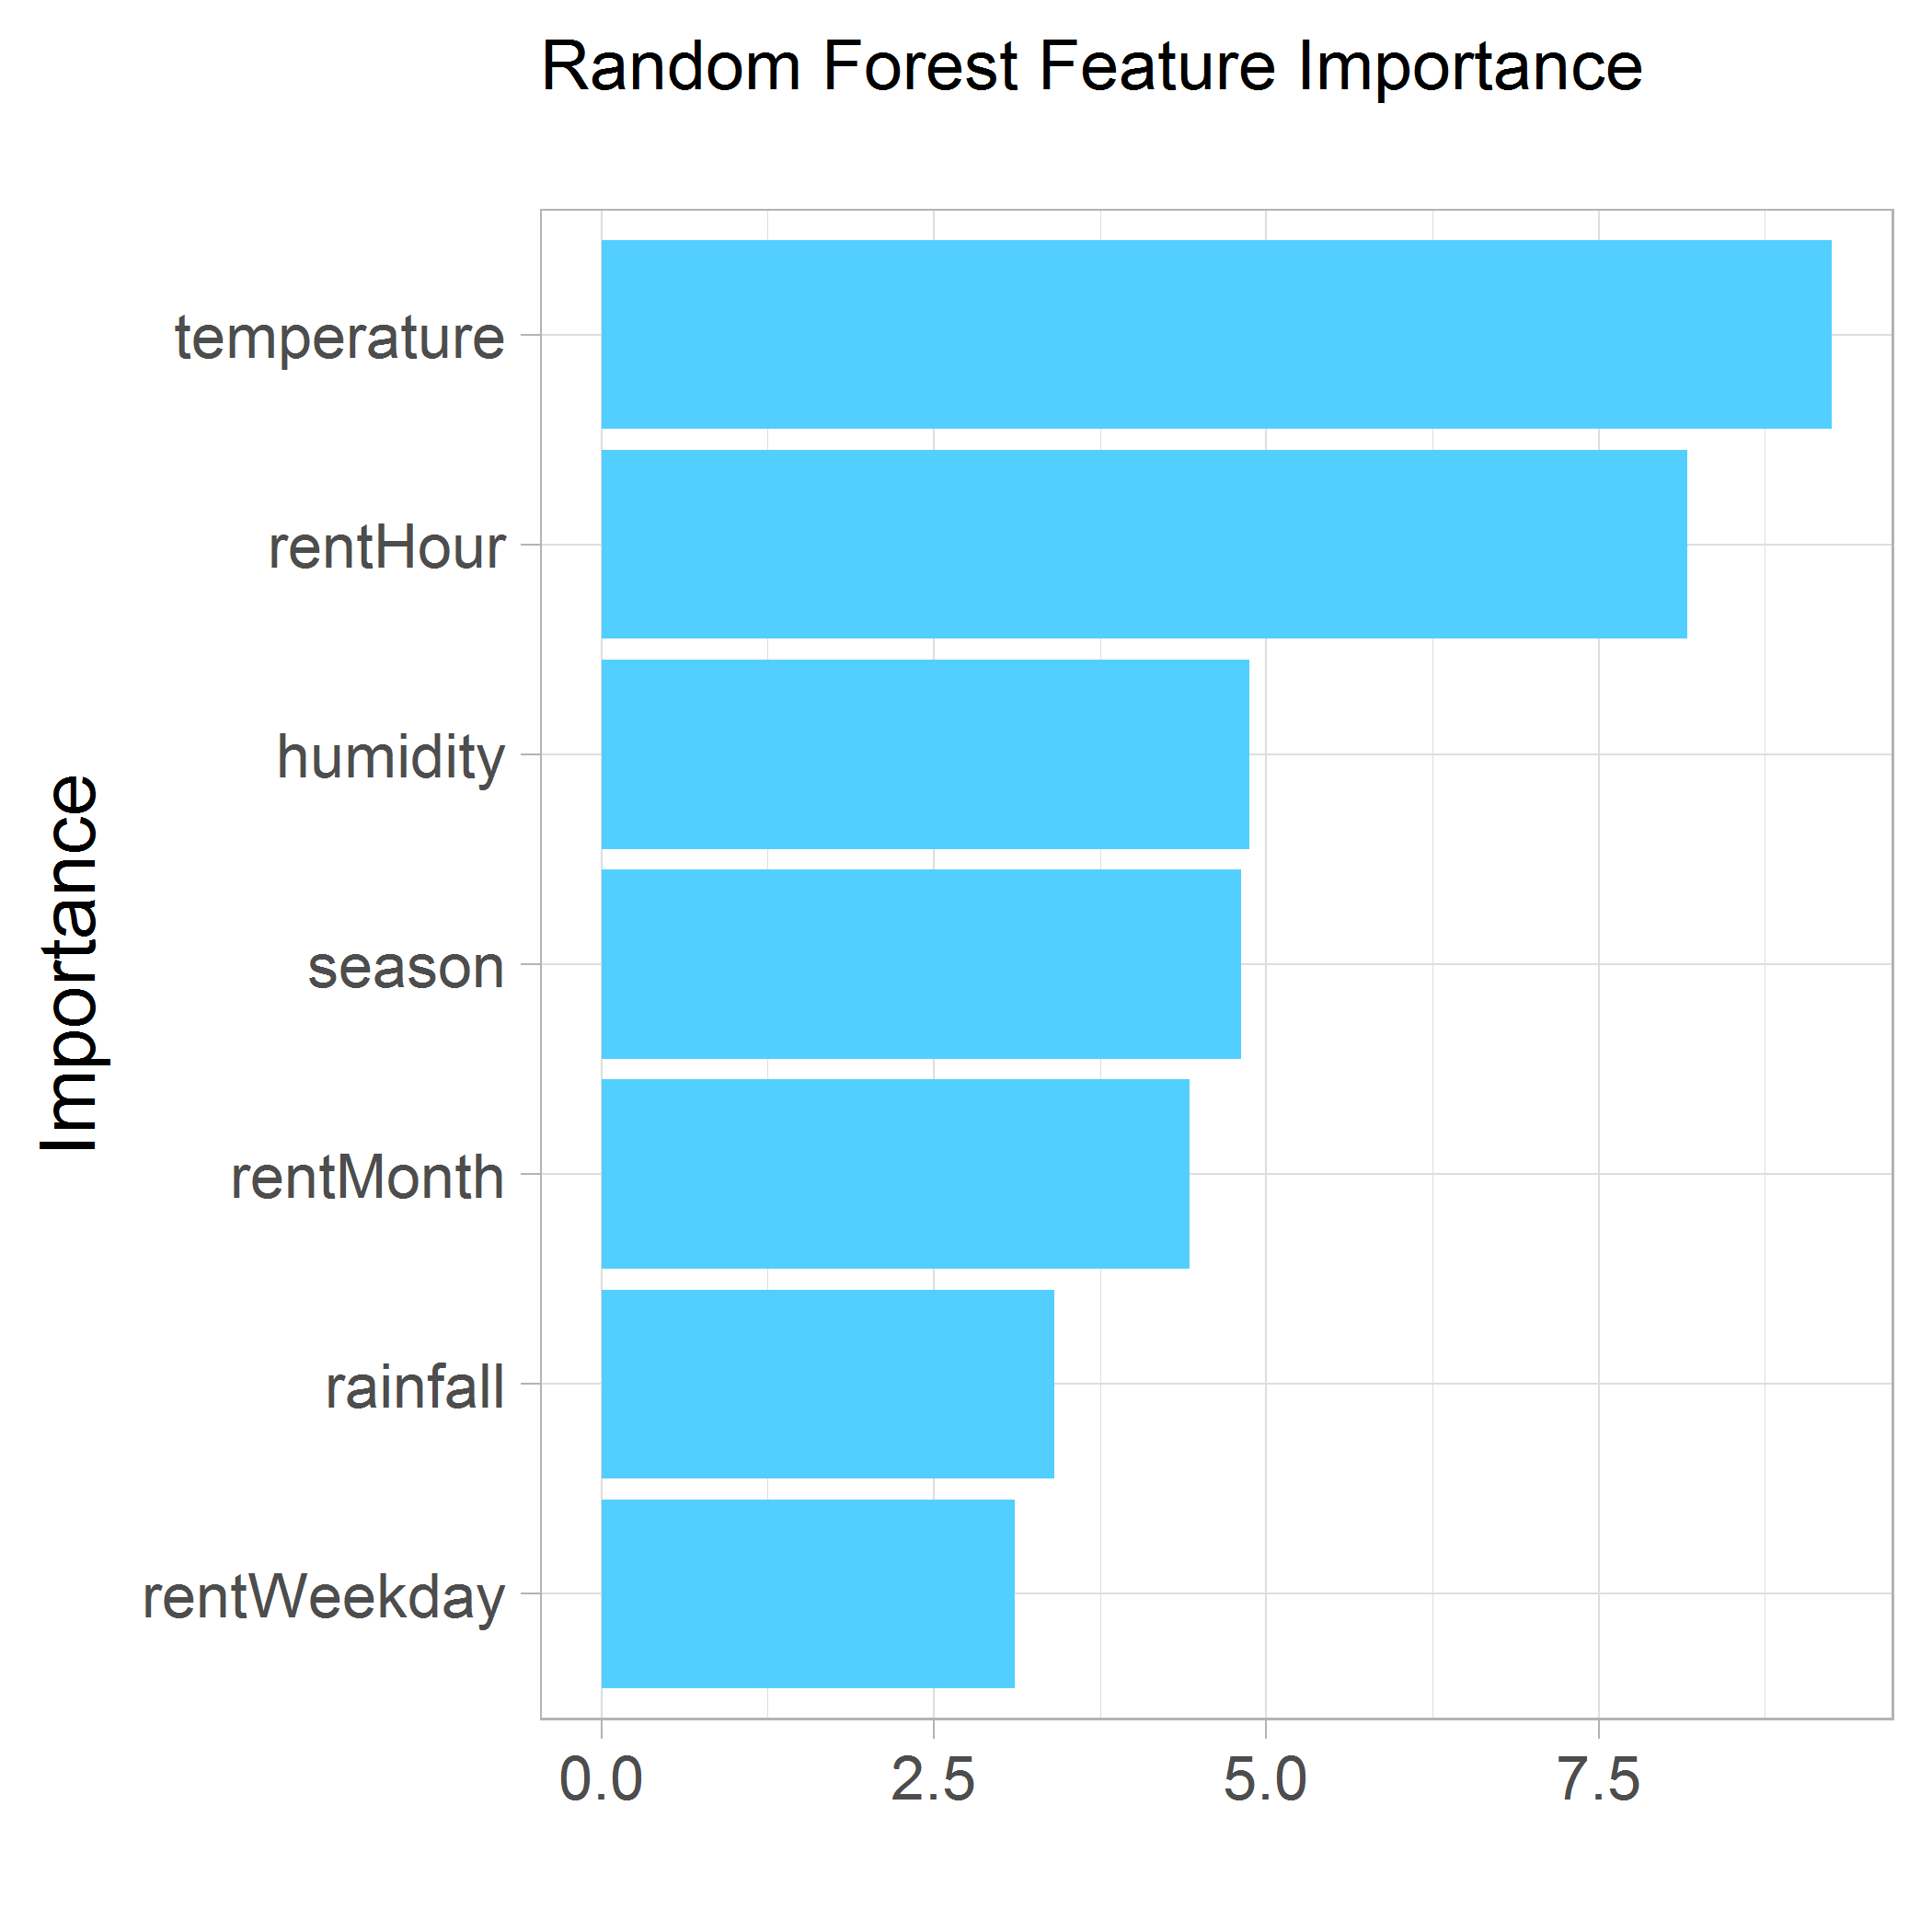 Random Forest Feature Importance
Importance
temperature
rentHour
humidity
season
rentMonth
rainfall
rentWeekday
0.0 2.5 5.0 7.5